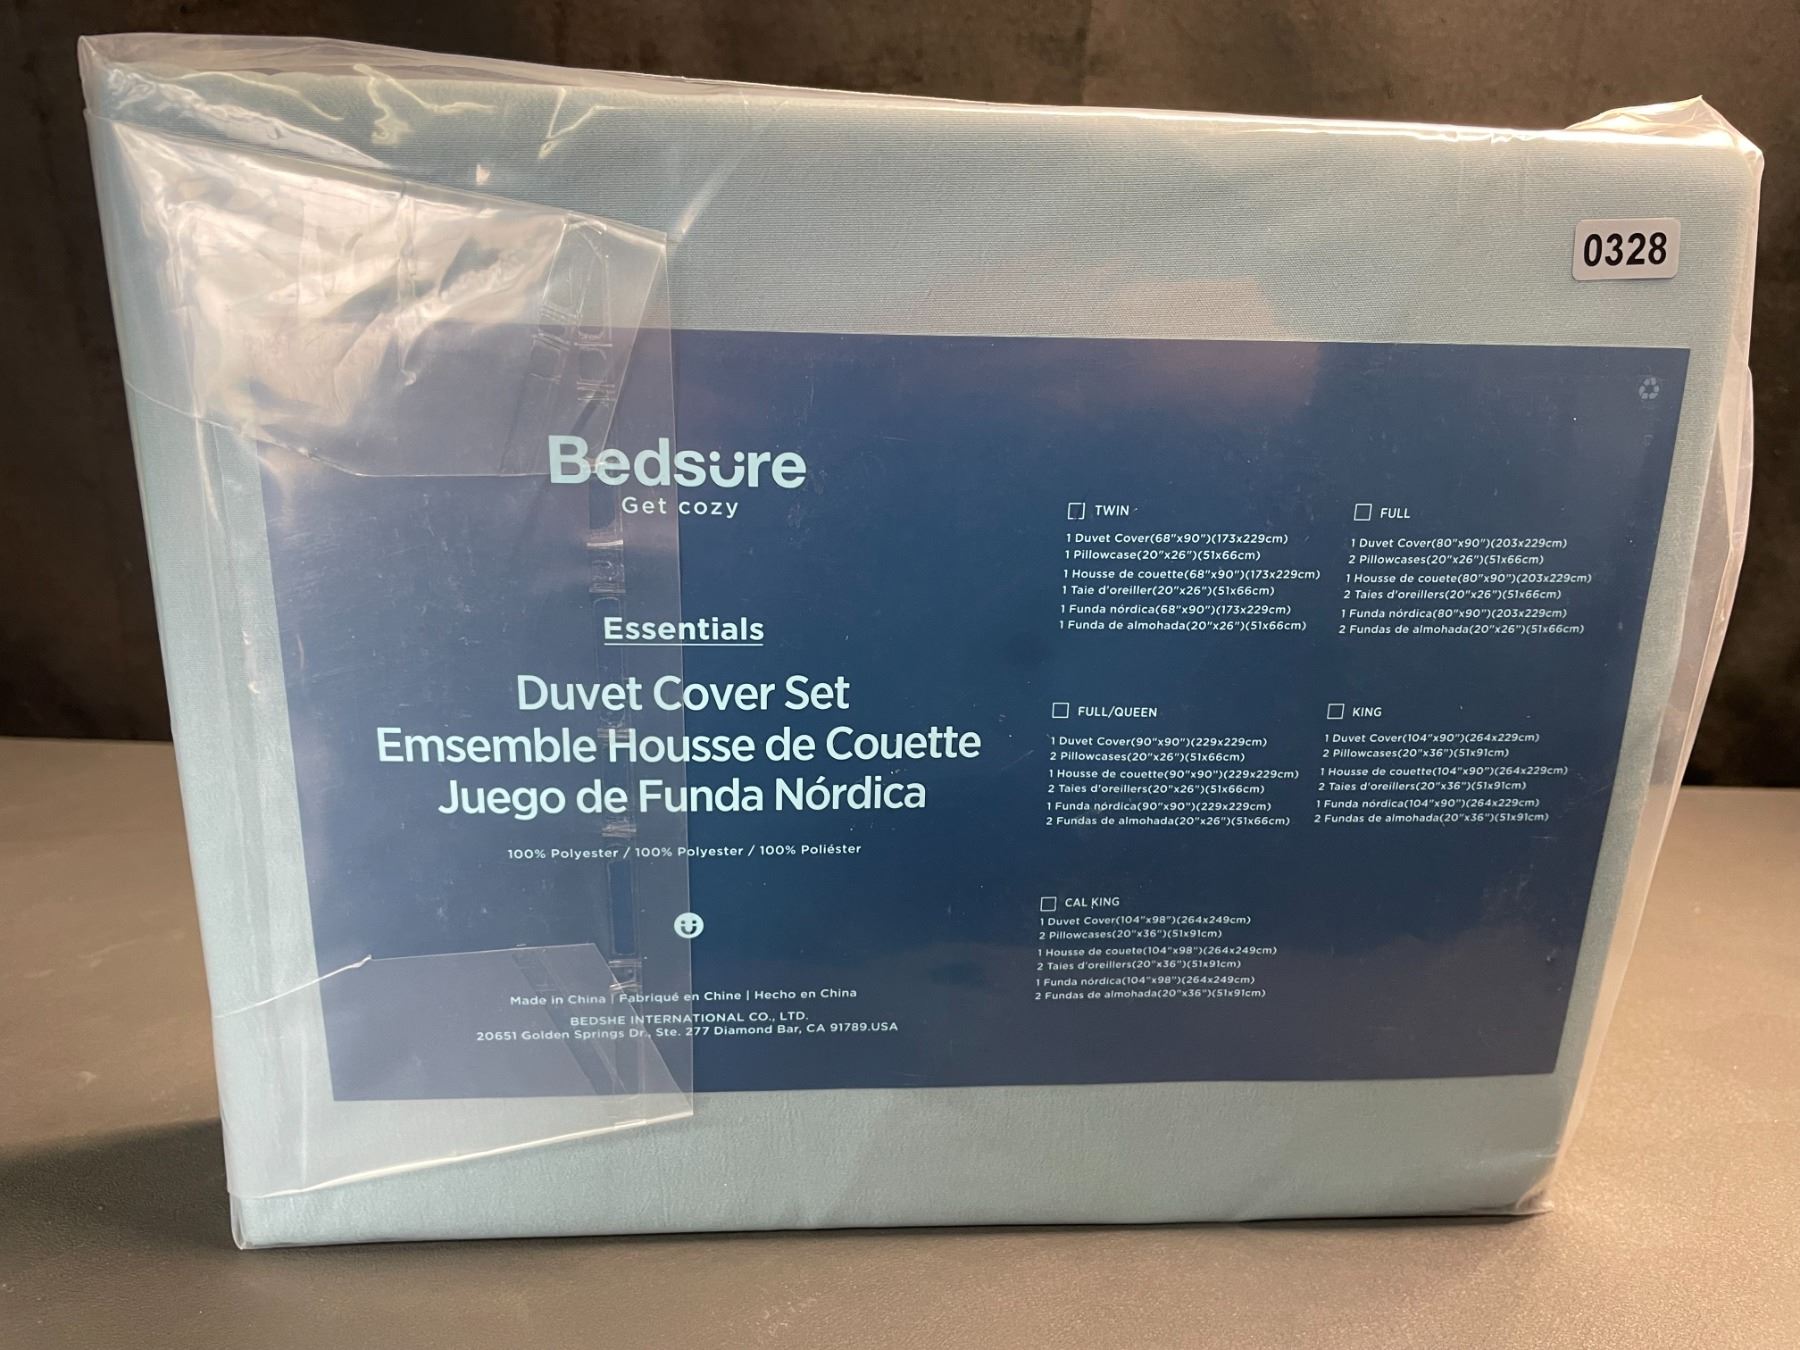 0328
Bedsure
Get cozy
Essentials
Duvet Cover Set
Emsemble Housse de Couette
Juego de Funda Nórdica
100% Polyester / 100% Polyester / 100% Poliéster
Made in China | Fabriqué en Chine | Hecho en China
BEDSHE INTERNATIONAL CO., LTD.
20651 Golden Springs Dr., Ste. 277 Diamond Bar, CA 91789.USA
TWIN
1 Duvet Cover(68"x90")(173x229cm)
1 Pillowcase(20"x26")(51x66cm)
1 Housse de couette(68"x90")(173x229cm)
1 Taie d'oreiller(20"x26")(51x66cm)
1 Funda nórdica(68"x90")(173x229cm)
1 Funda de almohada(20"x26")(51x66cm)
FULL
1 Duvet Cover(80"x90")(203x229cm)
2 Pillowcases(20"x26")(51x66cm)
1 Housse de couete(80"x90")(203x229cm)
2 Taies d'oreillers(20"x26")(51x66cm)
1 Funda nórdica(80"x90")(203x229cm)
2 Fundas de almohada(20"x26")(51x66cm)
FULL/QUEEN
1 Duvet Cover(90"x90")(229x229cm)
2 Pillowcases(20"x26")(51x66cm)
1 Housse de couette(90"x90")(229x229cm)
2 Taies d'oreillers(20"x26")(51x66cm)
1 Funda nórdica(90"x90")(229x229cm)
2 Fundas de almohada(20"x26")(51x66cm)
KING
1 Duvet Cover(104"x90")(264x229cm)
2 Pillowcases(20"x36")(51x91cm)
1 Housse de couette(104"x90")(264x229cm)
2 Taies d'oreillers(20"x36")(51x91cm)
1 Funda nórdica(104"x90")(264x229cm)
2 Fundas de almohada(20"x36")(51x91cm)
CAL KING
1 Duvet Cover(104"x98")(264x249cm)
2 Pillowcases(20"x36")(51x91cm)
1 Housse de couete(104"x98")(264x249cm)
2 Taies d'oreillers(20"x36")(51x91cm)
1 Funda nórdica(104"x98")(264x249cm)
2 Fundas de almohada(20"x36")(51x91cm)